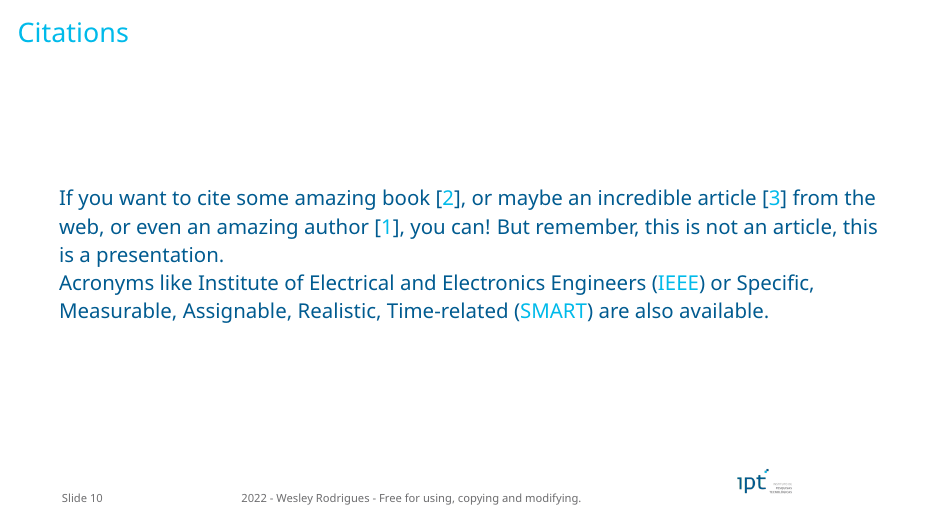 Citations
If you want to cite some amazing book [2], or maybe an incredible article [3] from the
web, or even an amazing author [1], you can! But remember, this is not an article, this
is a presentation.
Acronyms like Institute of Electrical and Electronics Engineers (IEEE) or Specific,
Measurable, Assignable, Realistic, Time-related (SMART) are also available.
ipt
Slide 10
2022 - Wesley Rodrigues - Free for using, copying and modifying.